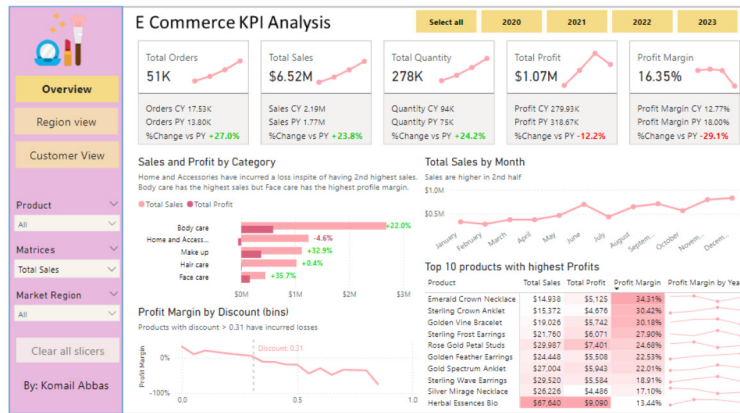 E Commerce KPI Analysis
Select all 2020 2021 2022 2023
Overview
Region view
Customer View
Product
All
Matrices
Total Sales
Market Region
All
Clear all slicers
By: Komail Abbas
Total Orders
51K
Orders CY 17.53K
Orders PY 13.80K
%Change vs PY +27.0%
Total Sales
$6.52M
Sales CY 2.19M
Sales PY 1.77M
%Change vs PY +23.8%
Total Quantity
278K
Quantity CY 94K
Quantity PY 75K
%Change vs PY +24.2%
Total Profit
$1.07M
Profit CY 279.93K
Profit PY 318.67K
%Change vs PY -12.2%
Profit Margin
16.35%
Profit Margin CY 12.77%
Profit Margin PY 18.00%
%Change vs PY -29.1%
Sales and Profit by Category
Home and Accessories have incurred a loss inspite of having 2nd highest sales.
Body care has the highest sales but Face care has the highest profile margin.
Total Sales Total Profit
Body care +22.0%
Home and Access... -4.6%
Make up +32.9%
Hair care +0.4%
Face care +35.7%
$0M $1M $2M $3M
Total Sales by Month
Sales are higher in 2nd half
$1.0M
$0.5M
January February March April May June July August Septem... October Novem... Decem...
Profit Margin by Discount (bins)
Products with discount > 0.31 have incurred losses
Profit Margin
Discount: 0.31
0%
-100%
0.0 0.5 1.0
Top 10 products with highest Profits
Product Total Sales Total Profit Profit Margin Profit Margin by Yea
Emerald Crown Necklace $14,938 $5,125 34.31%
Sterling Crown Anklet $15,372 $4,676 30.42%
Golden Vine Bracelet $19,026 $5,742 30.18%
Sterling Frost Earrings $21,760 $6,071 27.90%
Rose Gold Petal Studs $29,987 $7,401 24.68%
Golden Feather Earrings $24,448 $5,508 22.53%
Gold Spectrum Anklet $27,004 $5,943 22.01%
Sterling Wave Earrings $29,520 $5,584 18.91%
Silver Mirage Necklace $26,226 $4,486 17.10%
Herbal Essences Bio $67,640 $9,090 13.44%